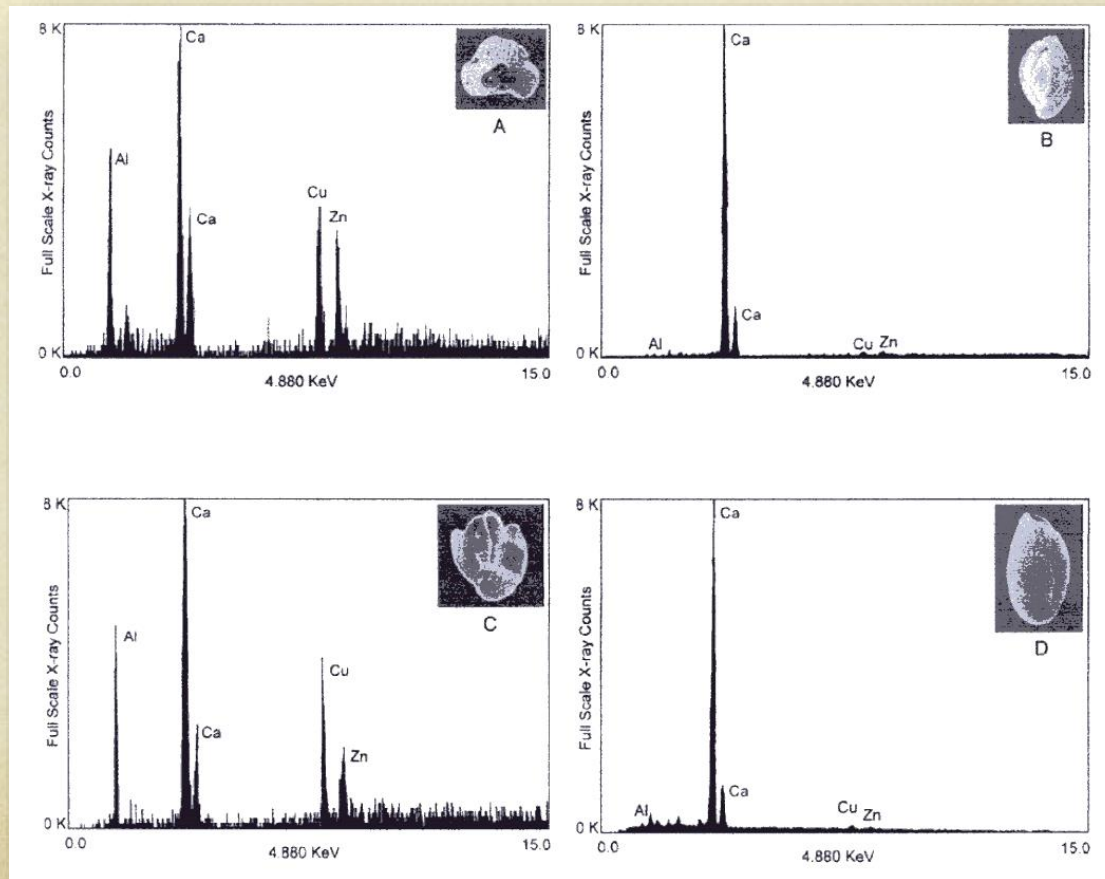 8 K
Full Scale X-ray Counts
0 K
Ca
Al
Ca
Cu
Zn
A
0.0
4.880 KeV
15.0
8 K
Full Scale X-ray Counts
0 K
Ca
Ca
Al
Cu
Zn
B
0.0
4.880 KeV
15.0
8 K
Full Scale X-ray Counts
0 K
Ca
Al
Ca
Cu
Zn
C
0.0
4.880 KeV
15.0
8 K
Full Scale X-ray Counts
0 K
Ca
Ca
Al
Cu
Zn
D
0.0
4.880 KeV
15.0